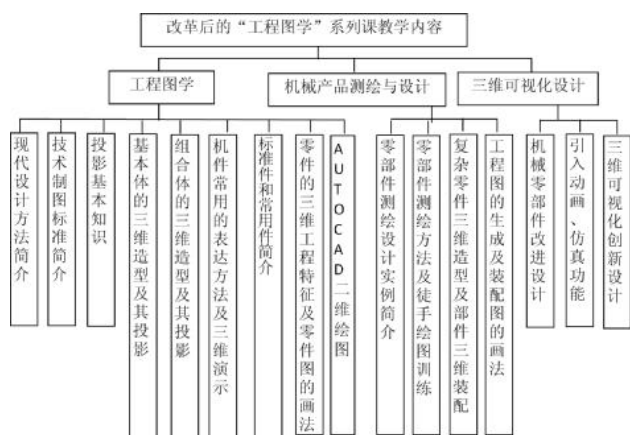 改革后的“工程图学”系列课教学内容
工程图学
机械产品测绘与设计
三维可视化设计
现代设计方法简介
技术制图标准简介
投影基本知识
基本体的三维造型及其投影
组合体的三维造型及其投影
机件常用的表达方法及三维演示
标准件和常用件简介
零件的三维工程特征及零件图的画法
AUTOCAD二维绘图
零部件测绘设计实例简介
零部件测绘方法及徒手绘图训练
复杂零件三维造型及部件三维装配
工程图的生成及装配图的画法
机械零部件改进设计
引入动画、仿真功能
三维可视化创新设计